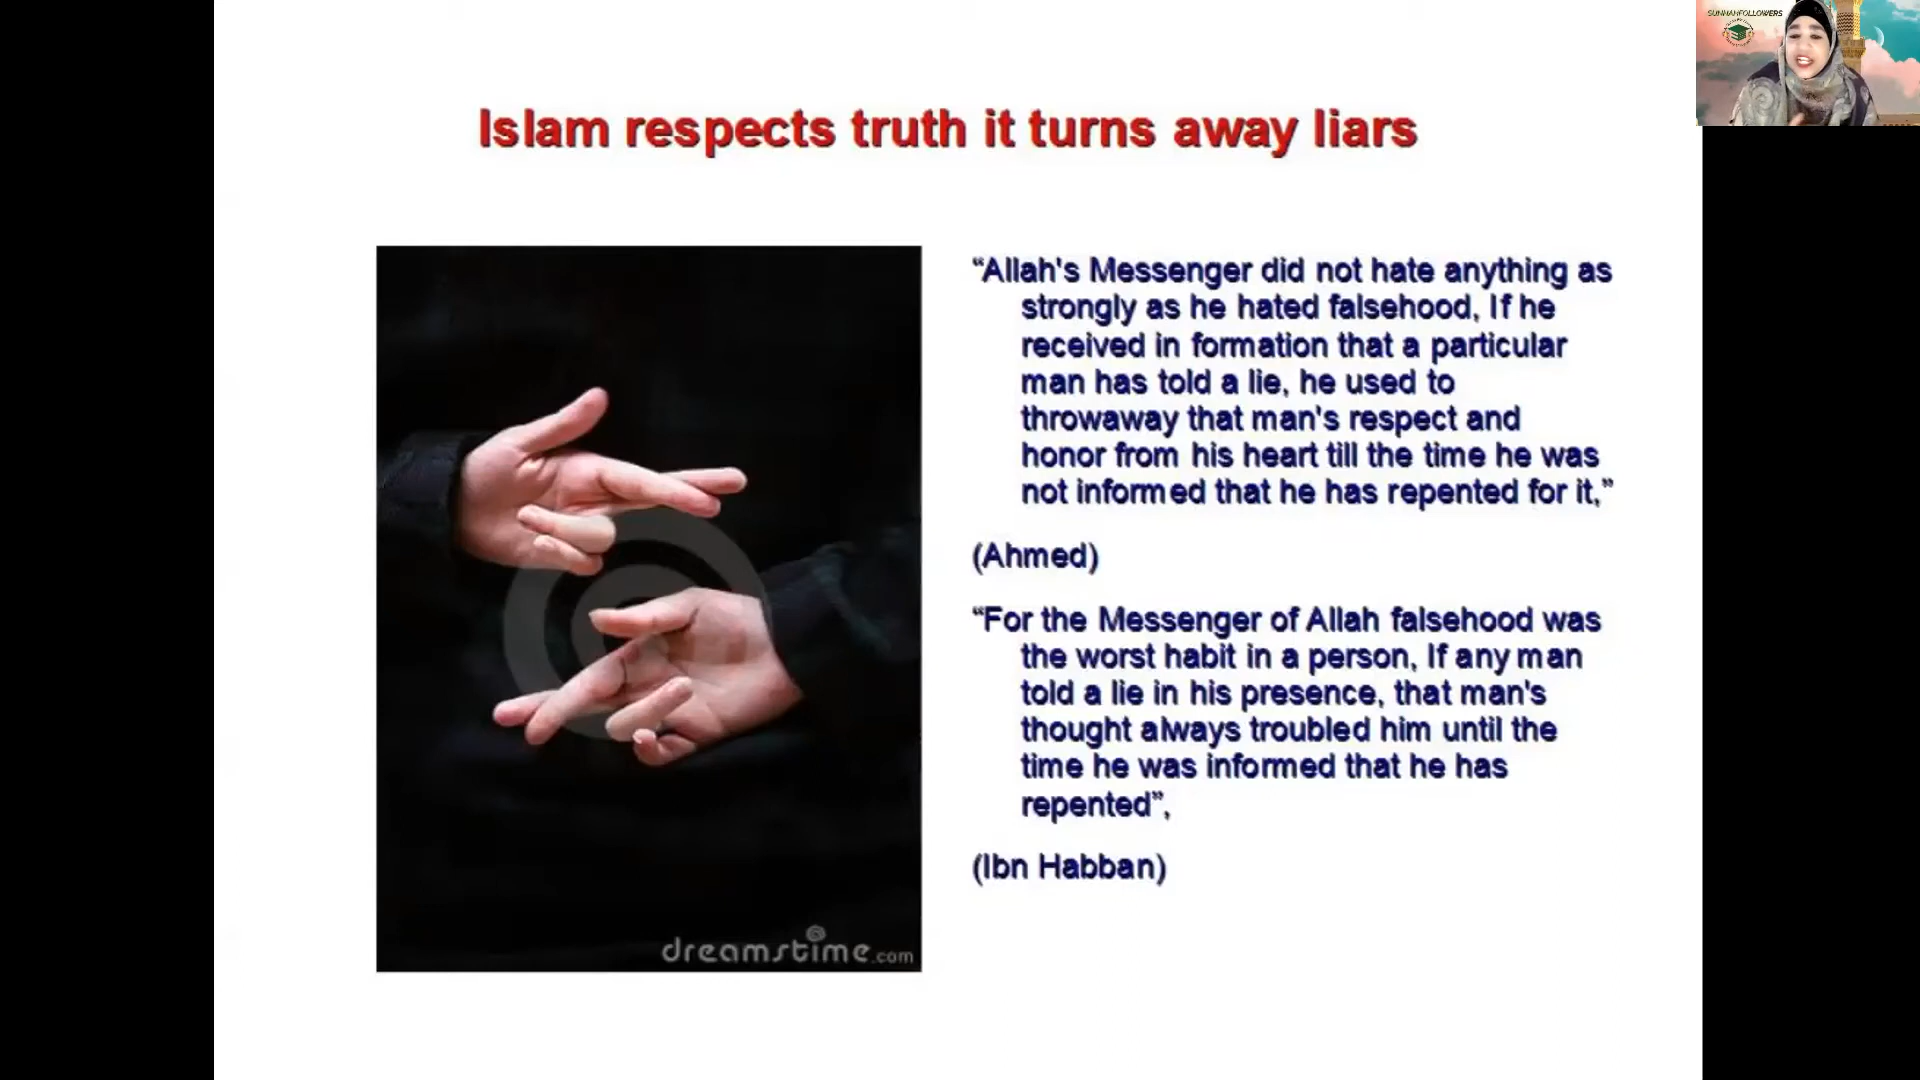 SUNNAHFOLLOWERS
Islam respects truth it turns away liars
“Allah's Messenger did not hate anything as
strongly as he hated falsehood, If he
received in formation that a particular
man has told a lie, he used to
throwaway that man's respect and
honor from his heart till the time he was
not informed that he has repented for it,”
(Ahmed)
“For the Messenger of Allah falsehood was
the worst habit in a person, If any man
told a lie in his presence, that man's
thought always troubled him until the
time he was informed that he has
repented”,
(Ibn Habban)
dreamstime.com